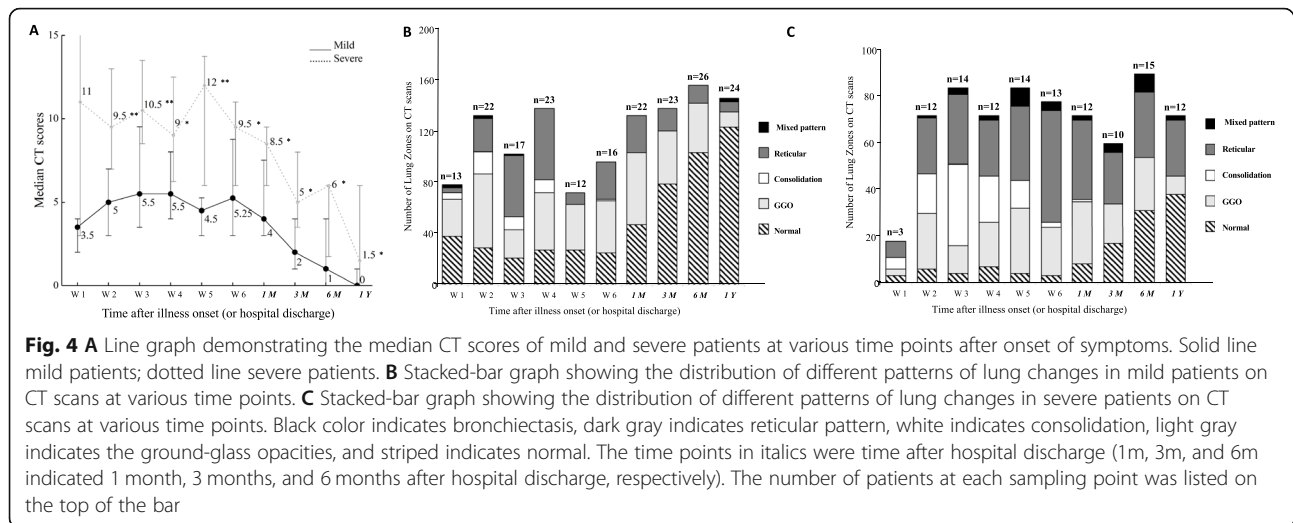 A
Median CT scores
15
10
5
0
Mild
Severe
11
9.5 **
10.5 **
9 *
12 **
9.5 *
8.5 *
5 *
6 *
1.5 *
3.5
5
5.5
5.5
4.5
5.25
4
2
1
0
W 1 W 2 W 3 W 4 W 5 W 6 1 M 3 M 6 M 1 Y
Time after illness onset (or hospital discharge)
B
Number of Lung Zones on CT scans
200
160
120
80
40
0
n=13 n=22 n=17 n=23 n=12 n=16 n=22 n=23 n=26 n=24
Mixed pattern
Reticular
Consolidation
GGO
Normal
W 1 W 2 W 3 W 4 W 5 W 6 1 M 3 M 6 M 1 Y
Time after illness onset (or hospital discharge)
C
Number of Lung Zones on CT scans
100
80
60
40
20
0
n=3 n=12 n=14 n=12 n=14 n=13 n=12 n=10 n=15 n=12
Mixed pattern
Reticular
Consolidation
GGO
Normal
W 1 W 2 W 3 W 4 W 5 W 6 1 M 3 M 6 M 1 Y
Time after illness onset (or hospital discharge)
Fig. 4 A Line graph demonstrating the median CT scores of mild and severe patients at various time points after onset of symptoms. Solid line
mild patients; dotted line severe patients. B Stacked-bar graph showing the distribution of different patterns of lung changes in mild patients on
CT scans at various time points. C Stacked-bar graph showing the distribution of different patterns of lung changes in severe patients on CT
scans at various time points. Black color indicates bronchiectasis, dark gray indicates reticular pattern, white indicates consolidation, light gray
indicates the ground-glass opacities, and striped indicates normal. The time points in italics were time after hospital discharge (1m, 3m, and 6m
indicated 1 month, 3 months, and 6 months after hospital discharge, respectively). The number of patients at each sampling point was listed on
the top of the bar